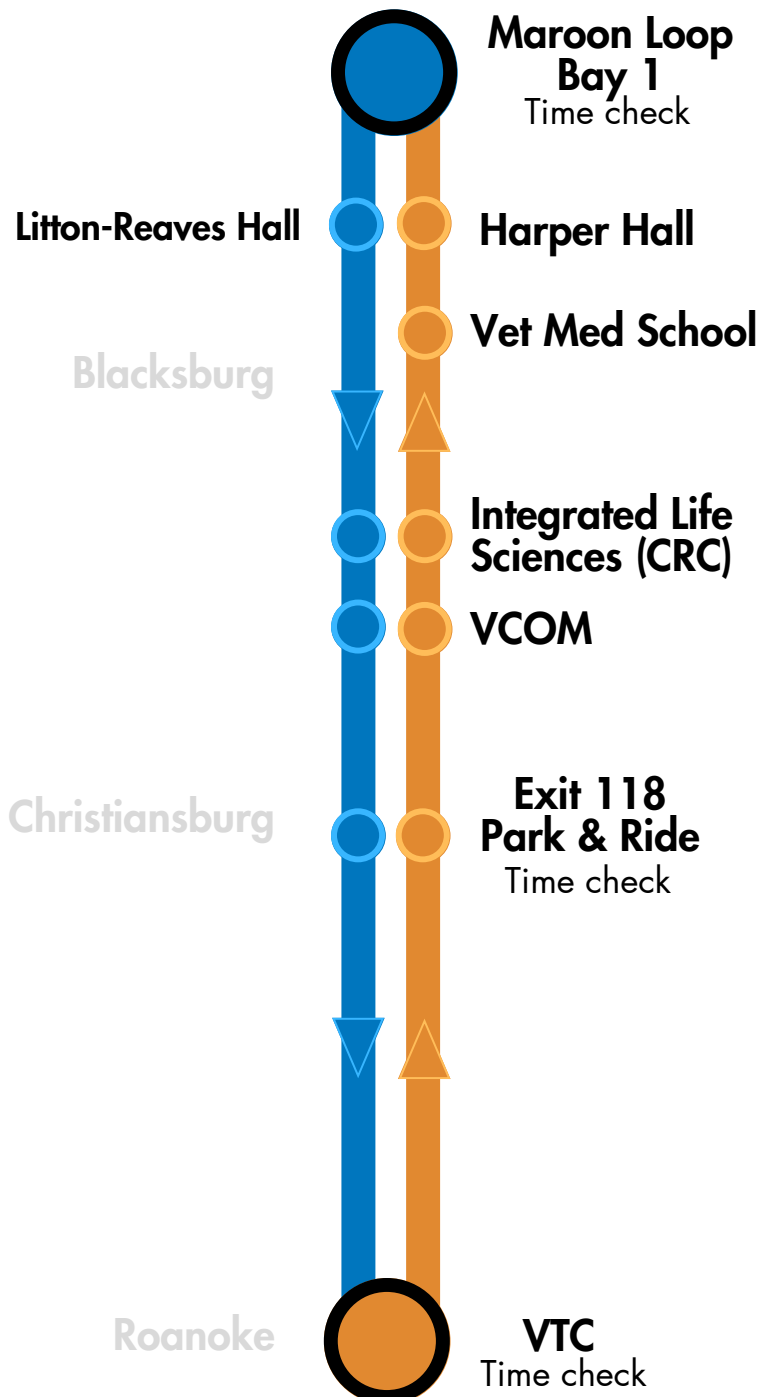 Maroon Loop
Bay 1
Time check
Litton-Reaves Hall
Harper Hall
Vet Med School
Blacksburg
Integrated Life
Sciences (CRC)
VCOM
Christiansburg
Exit 118
Park & Ride
Time check
Roanoke
VTC
Time check